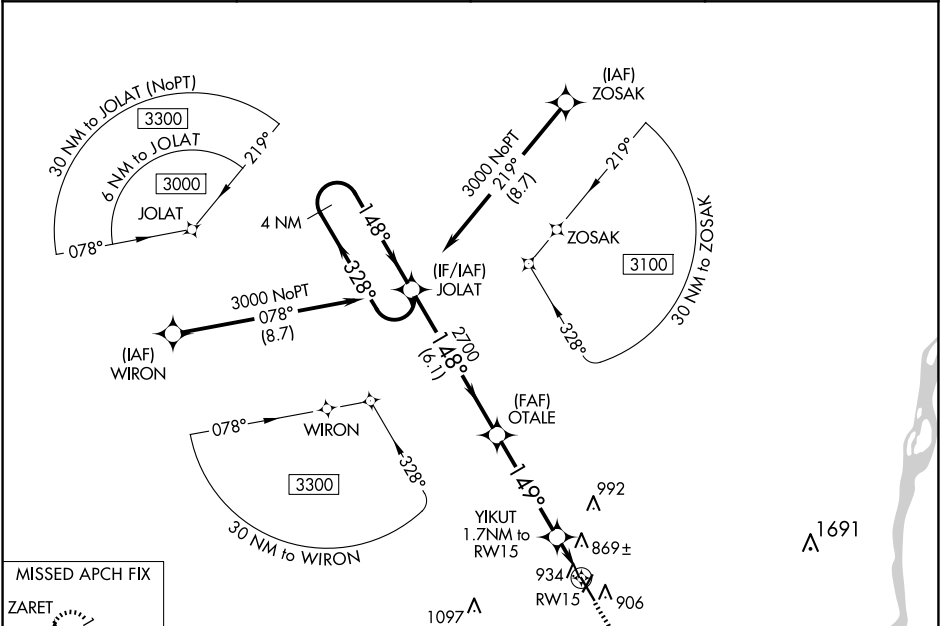 30 NM to JOLAT (NoPT)
3300
6 NM to JOLAT
3000
219°
JOLAT
078°
(IAF)
ZOSAK
3000 NoPT
219°
(8.7)
4 NM
148°
328°
(IF/IAF)
JOLAT
219°
ZOSAK
3100
30 NM to ZOSAK
328°
3000 NoPT
078°
(8.7)
(IAF)
WIRON
2700
148°
(6.1)
(FAF)
OTALE
078°
WIRON
328°
3300
30 NM to WIRON
149°
992
YIKUT
1.7NM to
RW15
869±
934
RW15
906
1691
1097
MISSED APCH FIX
ZARET